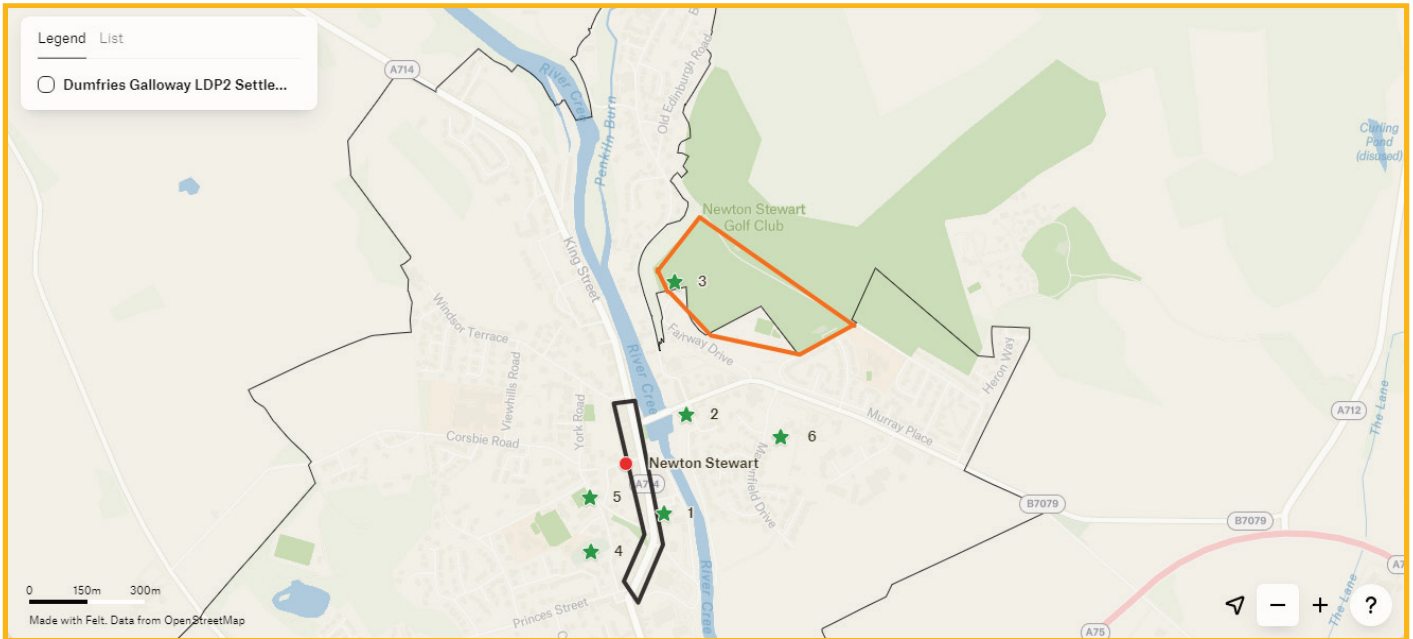 Legend List
Dumfries Galloway LDP2 Settle...
A714
River Cree
Penkiln Burn
Old Edinburgh Road
Curling
Pond
(disused)
Newton Stewart
Golf Club
King Street
3
Windsor Terrace
Fairway Drive
River Cree
Heron Way
Viewhills Road
York Road
2
Murray Place
A712
The Lane
Corsbie Road
6
Newton Stewart
A714
5
1
B7079
B7079
4
0 150m 300m
Princes Street
River Cree
The Lane
Made with Felt. Data from OpenStreetMap
A75
− + ?